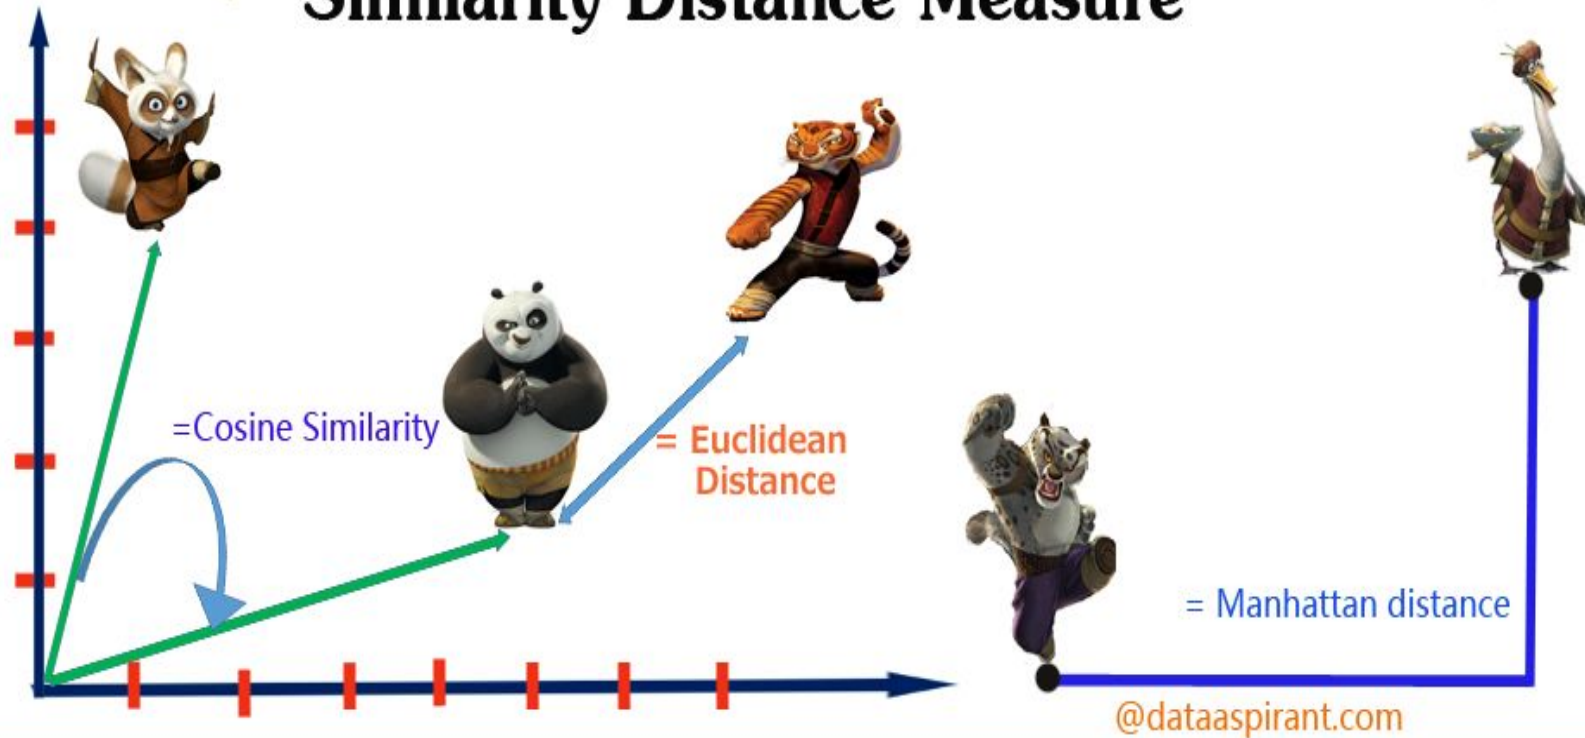 Similarity Distance Measure
=Cosine Similarity
= Euclidean
Distance
= Manhattan distance
@dataaspirant.com